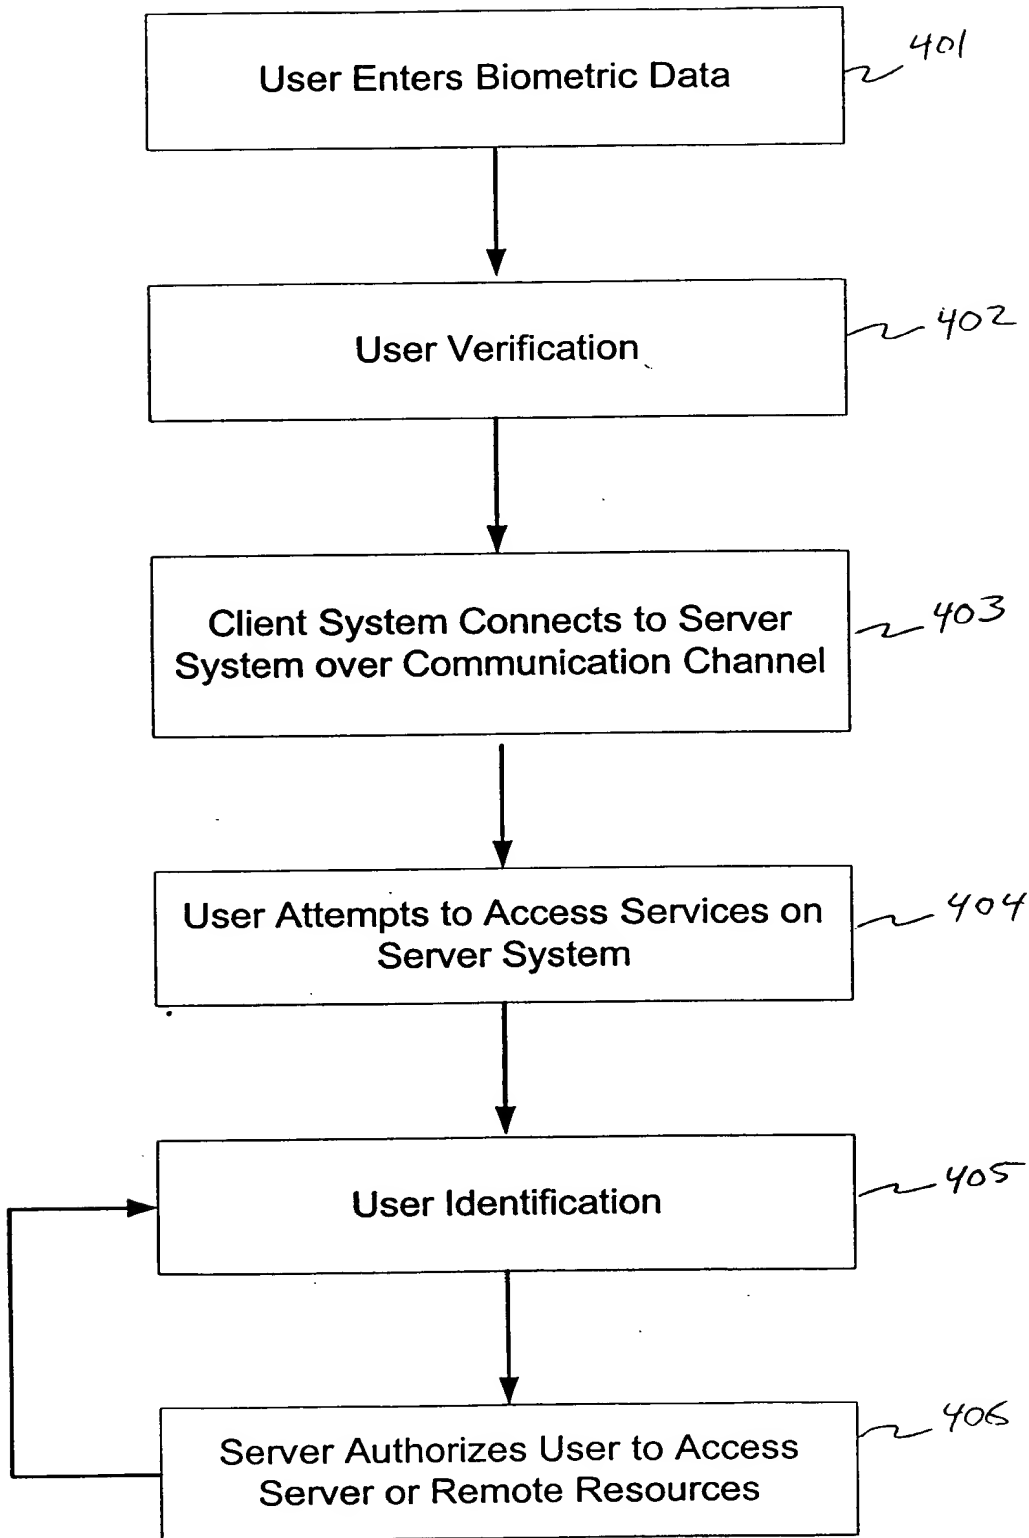 User Enters Biometric Data
401
User Verification
402
Client System Connects to Server
System over Communication Channel
403
User Attempts to Access Services on
Server System
404
User Identification
405
Server Authorizes User to Access
Server or Remote Resources
406